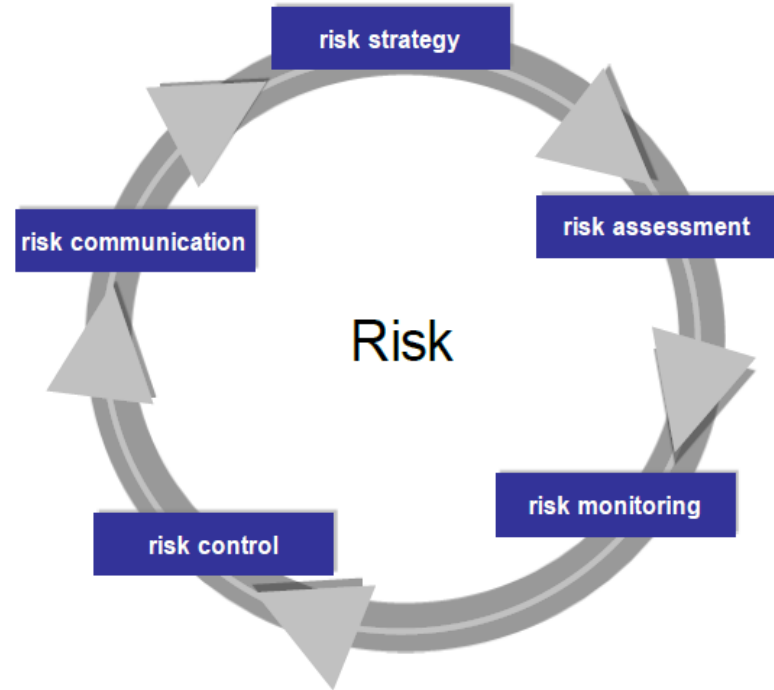 risk strategy
risk assessment
risk communication
Risk
risk monitoring
risk control